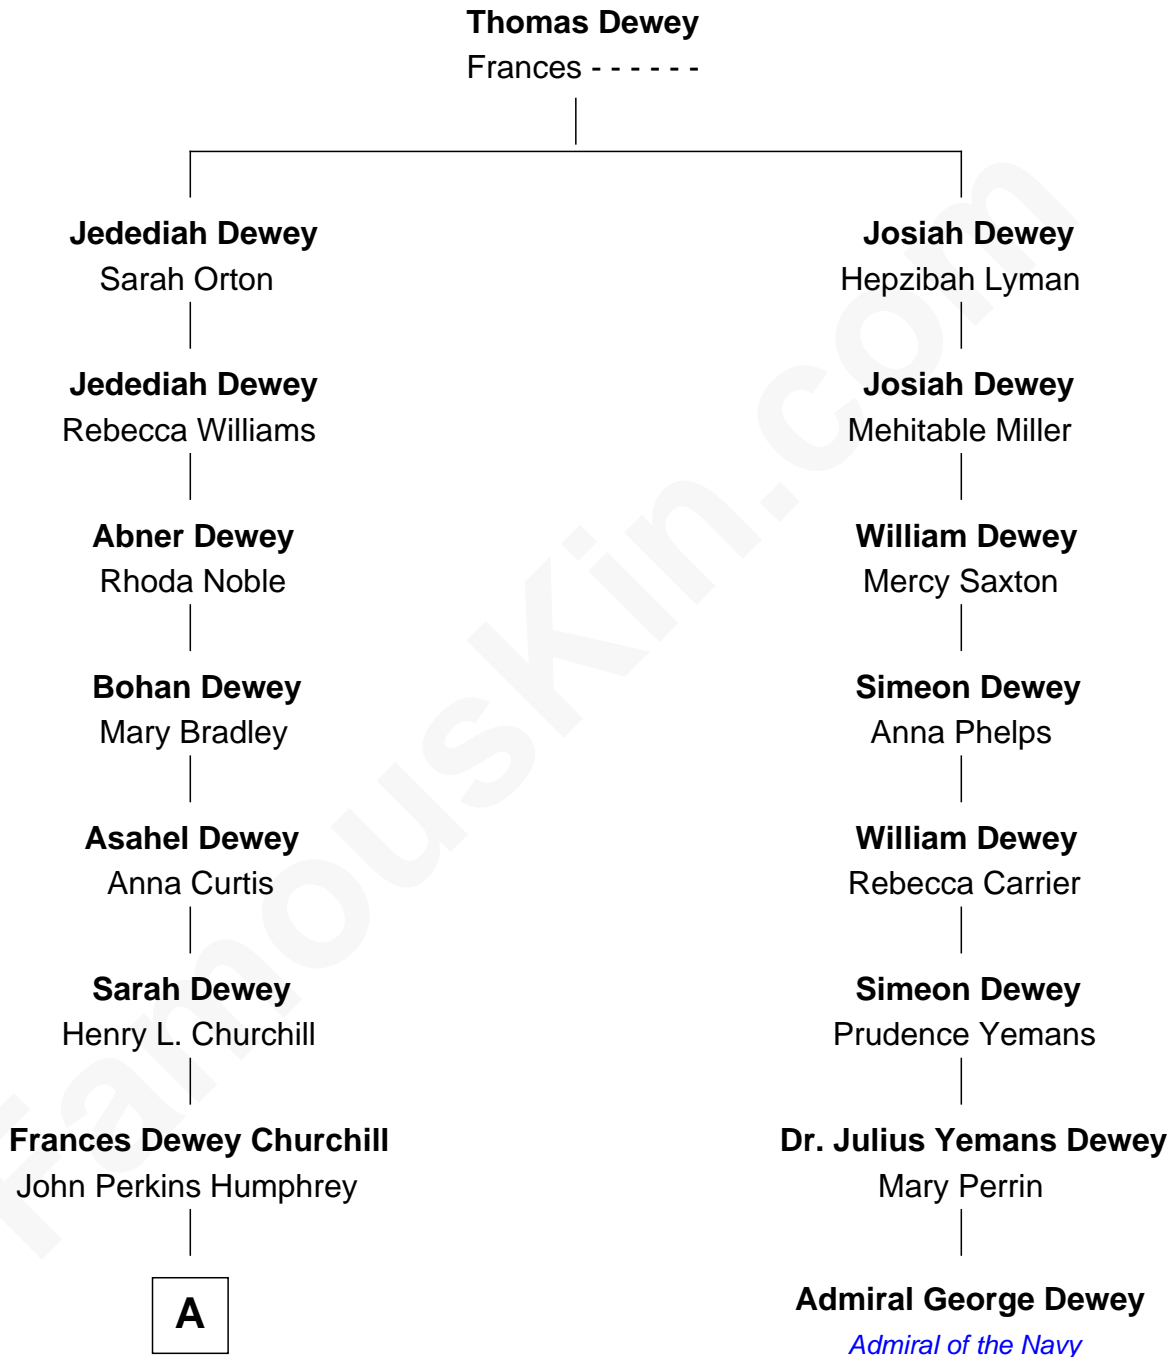 Thomas Dewey
Frances - - - - - -
Jedediah Dewey
Sarah Orton
Jedediah Dewey
Rebecca Williams
Abner Dewey
Rhoda Noble
Bohan Dewey
Mary Bradley
Asahel Dewey
Anna Curtis
Sarah Dewey
Henry L. Churchill
Frances Dewey Churchill
John Perkins Humphrey
A
Josiah Dewey
Hepzibah Lyman
Josiah Dewey
Mehitable Miller
William Dewey
Mercy Saxton
Simeon Dewey
Anna Phelps
William Dewey
Rebecca Carrier
Simeon Dewey
Prudence Yemans
Dr. Julius Yemans Dewey
Mary Perrin
Admiral George Dewey
Admiral of the Navy
FamousKin.com